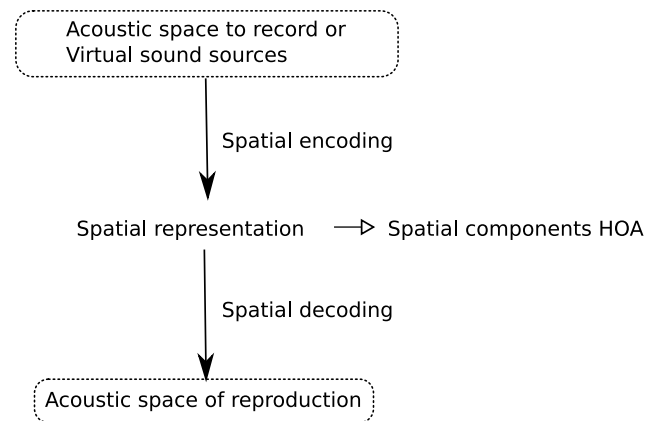 Acoustic space to record or
Virtual sound sources
Spatial encoding
Spatial representation
Spatial components HOA
Spatial decoding
Acoustic space of reproduction